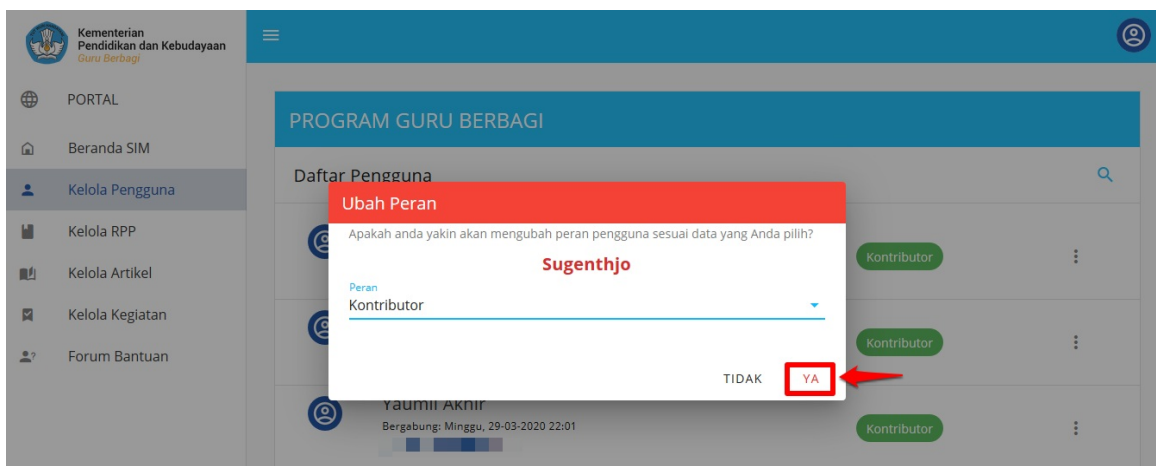 Kementerian
Pendidikan dan Kebudayaan
Guru Berbagi
PORTAL
Beranda SIM
Kelola Pengguna
Kelola RPP
Kelola Artikel
Kelola Kegiatan
Forum Bantuan
PROGRAM GURU BERBAGI
Daftar Pengguna
Ubah Peran
Apakah anda yakin akan mengubah peran pengguna sesuai data yang Anda pilih?
Sugenthjo
Peran
Kontributor
TIDAK YA
Kontributor
Kontributor
Yaumil Akhir
Bergabung: Minggu, 29-03-2020 22:01
Kontributor